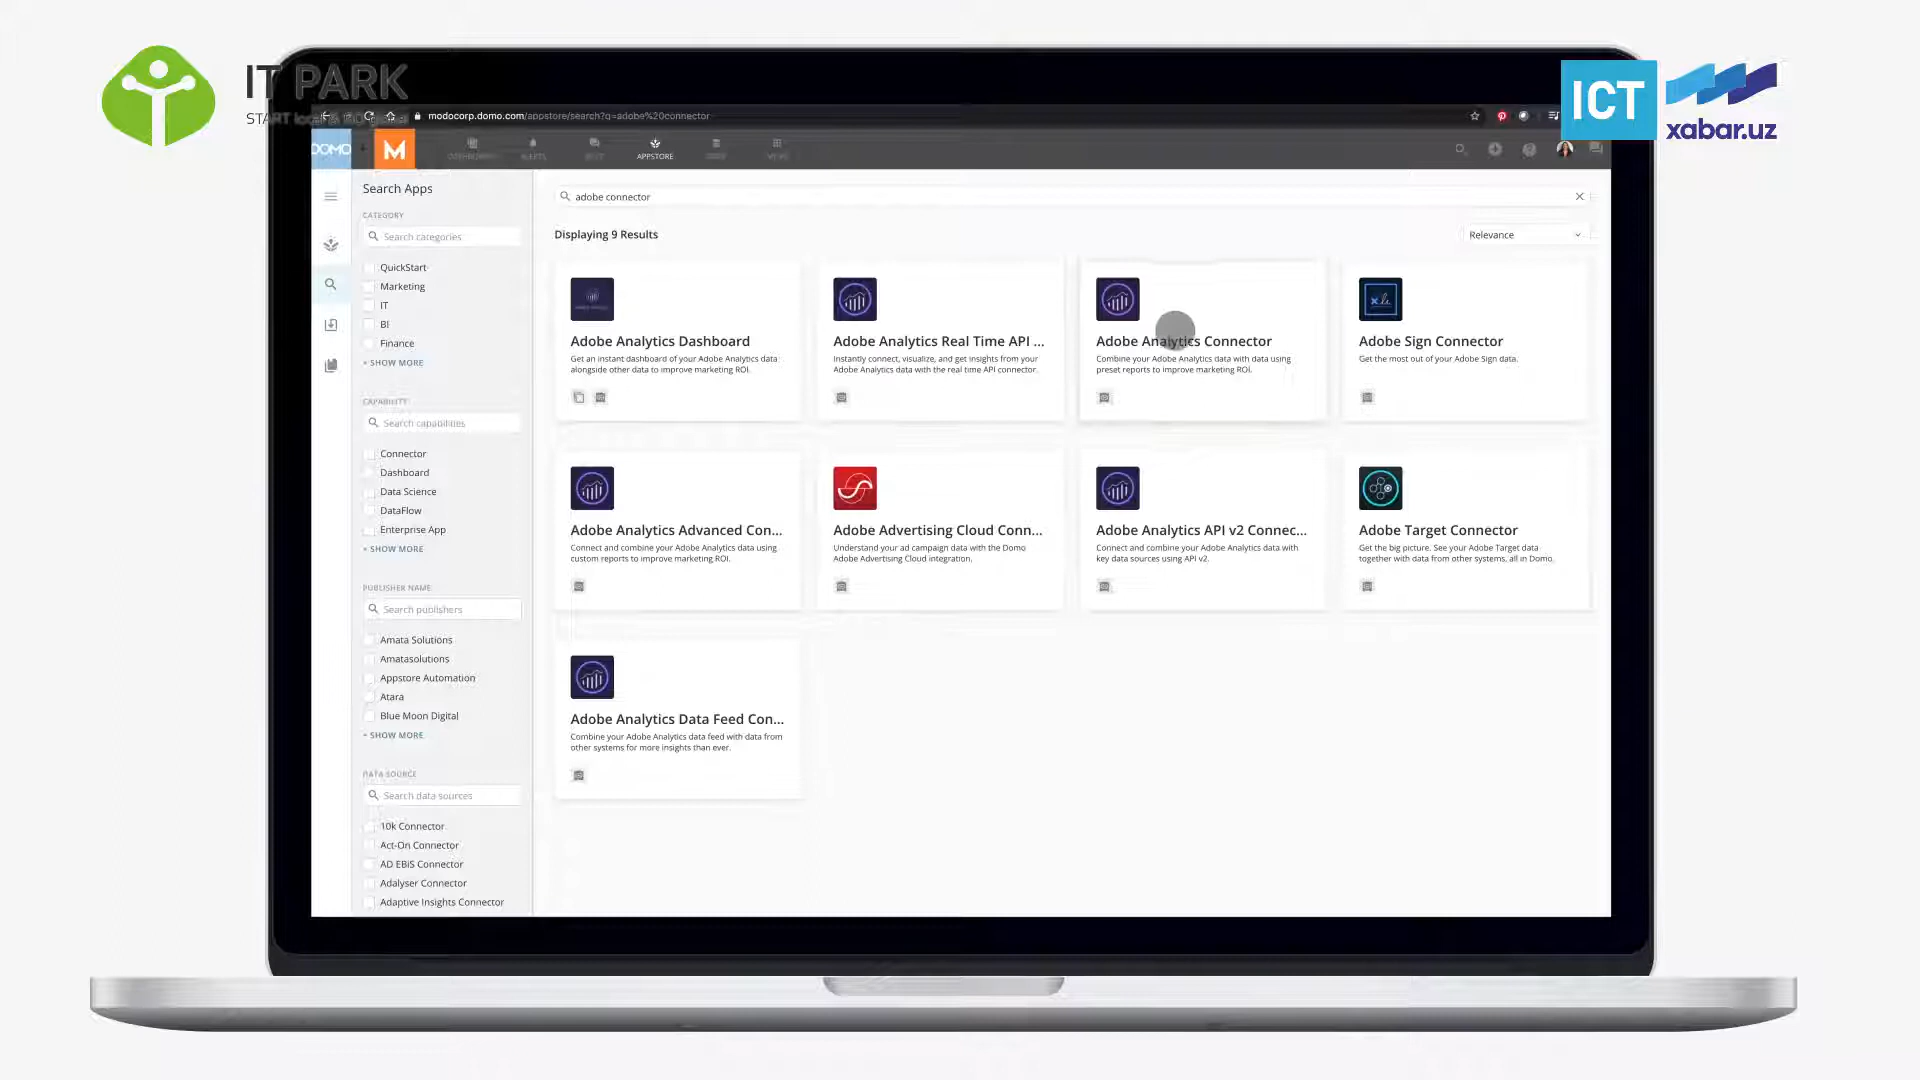 IT PARK
START
ICT
xabar.uz
modocorp.domo.com/appstore/search?q=adobe%20connector
DOMO
M
ALERTS
APPSTORE
Search Apps
CATEGORY
Search categories
QuickStart
Marketing
IT
BI
Finance
+ SHOW MORE
CAPABILITY
Search capabilities
Connector
Dashboard
Data Science
DataFlow
Enterprise App
+ SHOW MORE
PUBLISHER NAME
Search publishers
Amata Solutions
Amatasolutions
Appstore Automation
Atara
Blue Moon Digital
+ SHOW MORE
DATA SOURCE
Search data sources
10k Connector
Act-On Connector
AD EBiS Connector
Adalyser Connector
Adaptive Insights Connector
adobe connector
Displaying 9 Results
Relevance
Adobe Analytics Dashboard
Get an instant dashboard of your Adobe Analytics data
alongside other data to improve marketing ROI.
Adobe Analytics Real Time API ...
Instantly connect, visualize, and get insights from your
Adobe Analytics data with the real time API connector.
Adobe Analytics Connector
Combine your Adobe Analytics data with data using
preset reports to improve marketing ROI.
Adobe Sign Connector
Get the most out of your Adobe Sign data.
Adobe Analytics Advanced Con...
Connect and combine your Adobe Analytics data using
custom reports to improve marketing ROI.
Adobe Advertising Cloud Conn...
Understand your ad campaign data with the Domo
Adobe Advertising Cloud integration.
Adobe Analytics API v2 Connec...
Connect and combine your Adobe Analytics data with
key data sources using API v2.
Adobe Target Connector
Get the big picture. See your Adobe Target data
together with data from other systems, all in Domo.
Adobe Analytics Data Feed Con...
Combine your Adobe Analytics data feed with data from
other systems for more insights than ever.